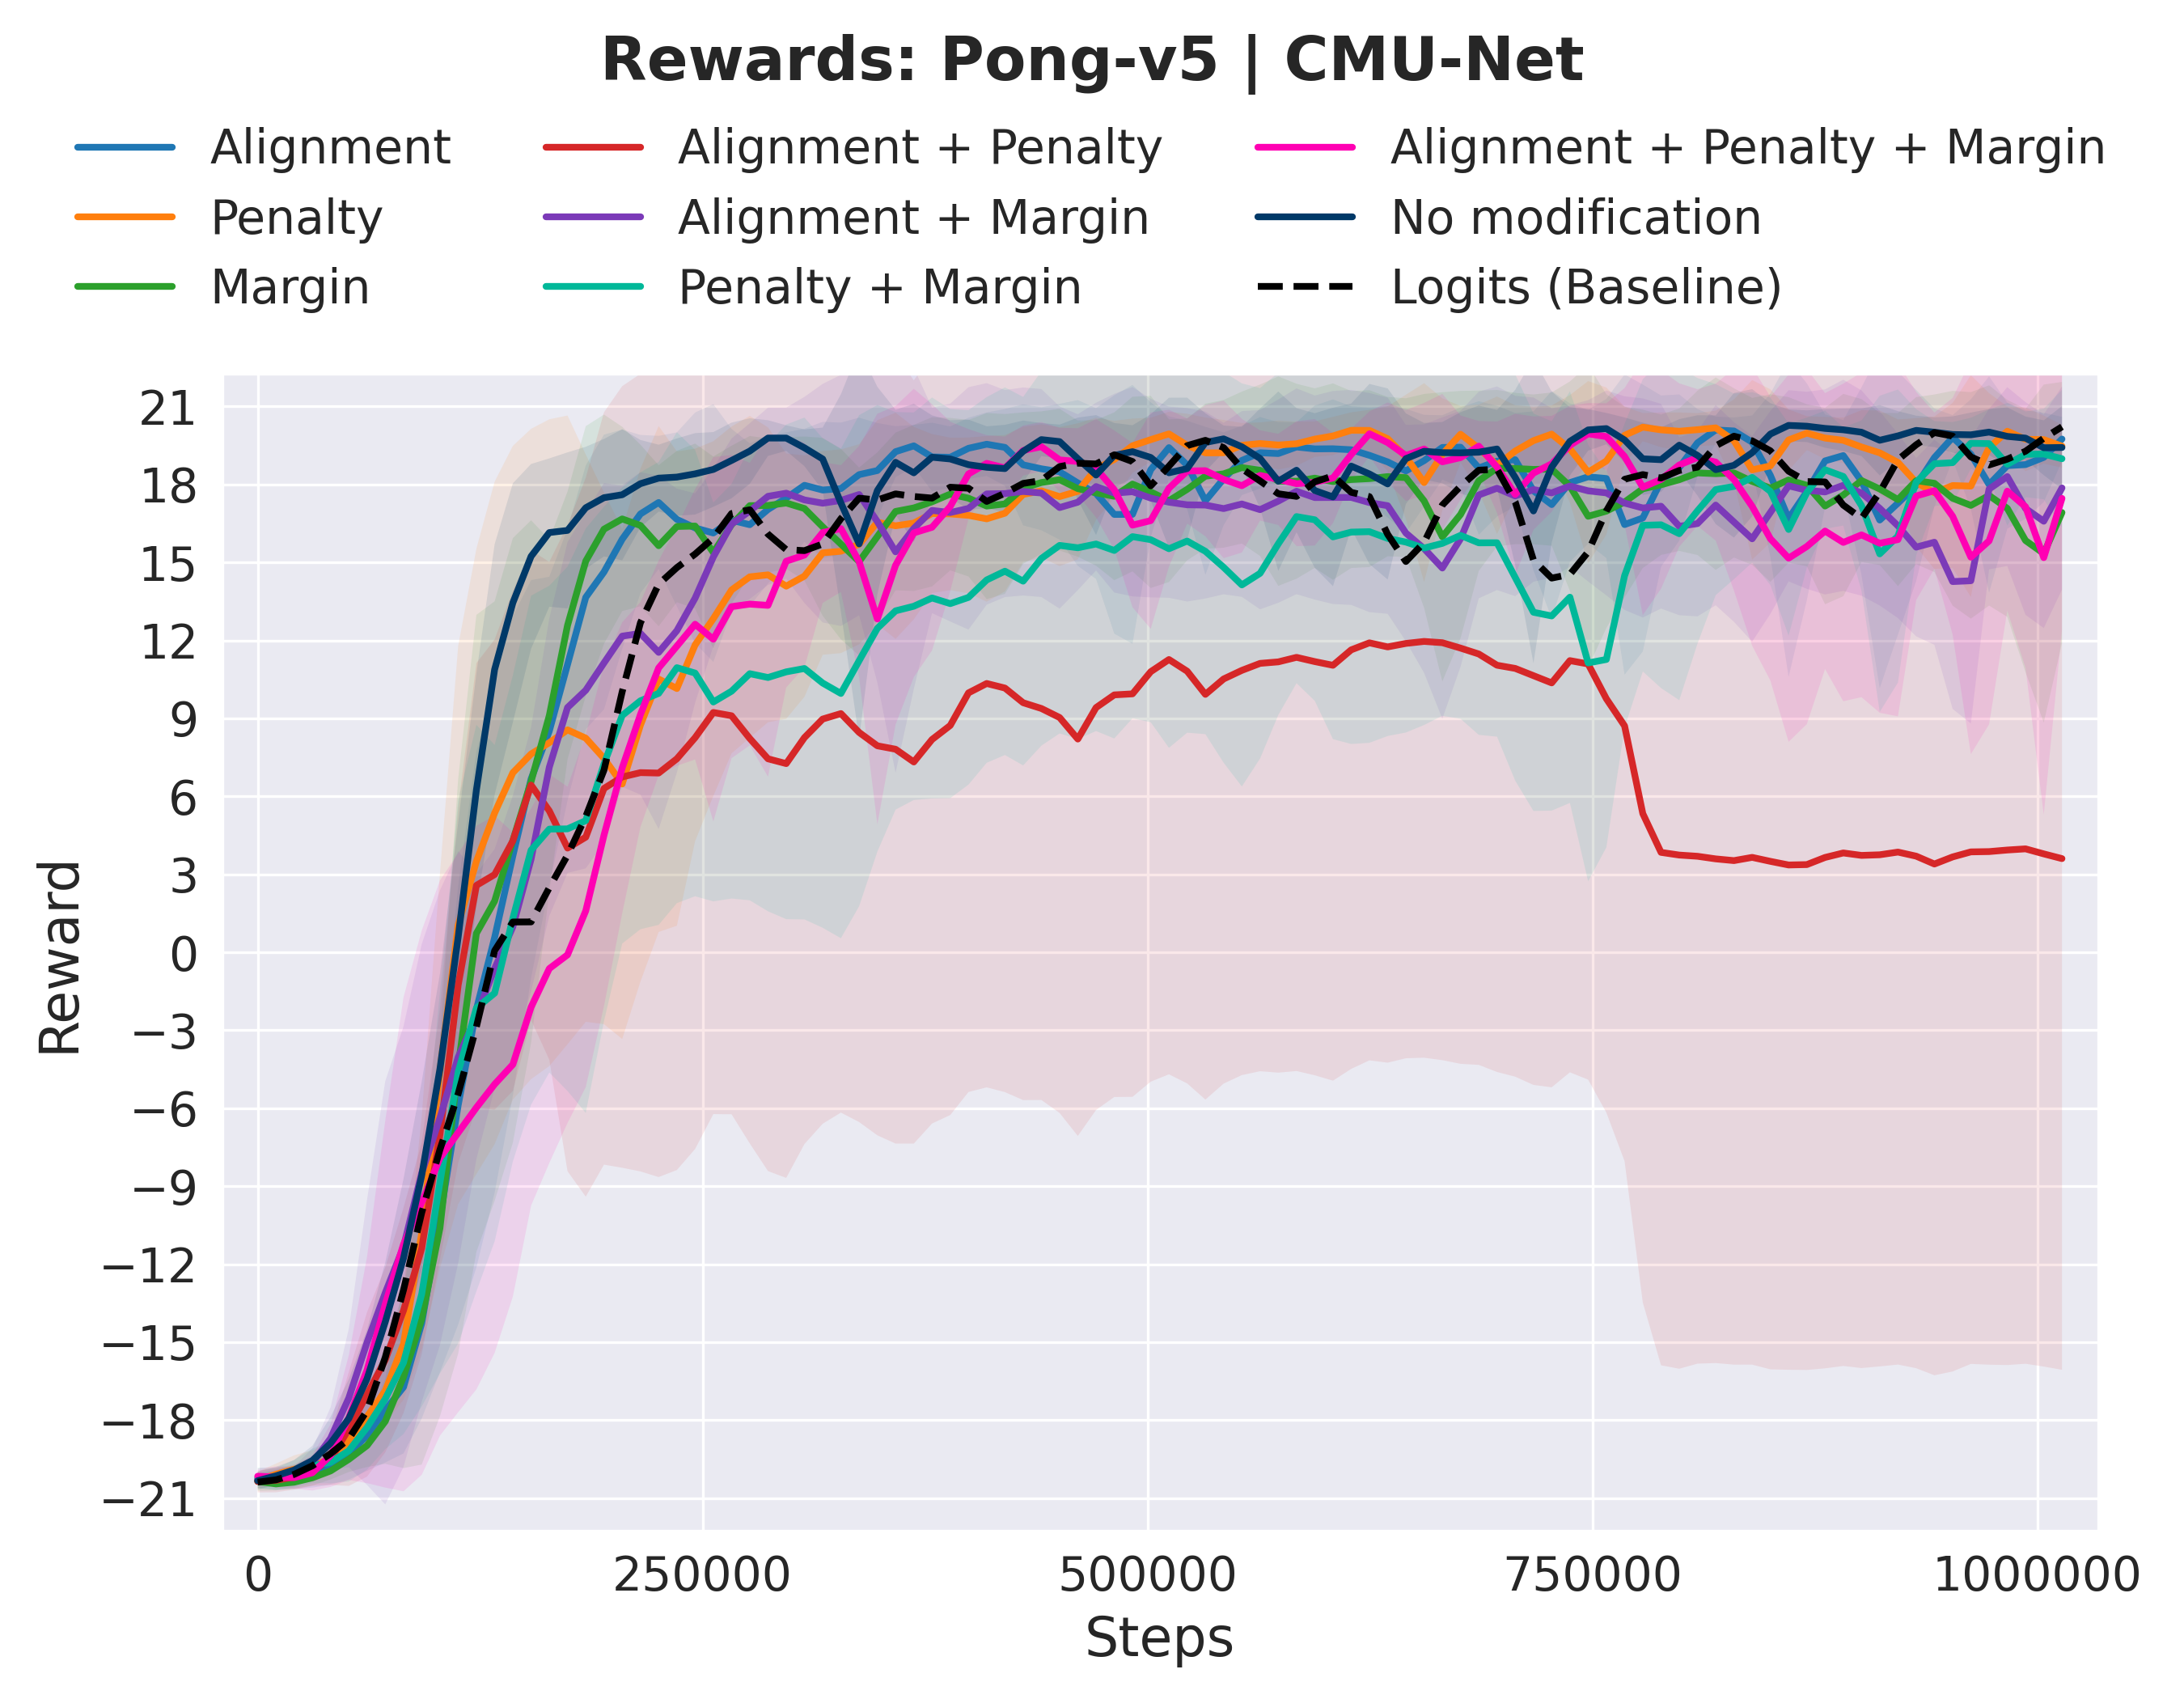 Rewards: Pong-v5 | CMU-Net
Alignment
Penalty
Margin
Alignment + Penalty
Alignment + Margin
Penalty + Margin
Alignment + Penalty + Margin
No modification
Logits (Baseline)
Reward
21
18
15
12
9
6
3
0
−3
−6
−9
−12
−15
−18
−21
0
250000
500000
750000
1000000
Steps